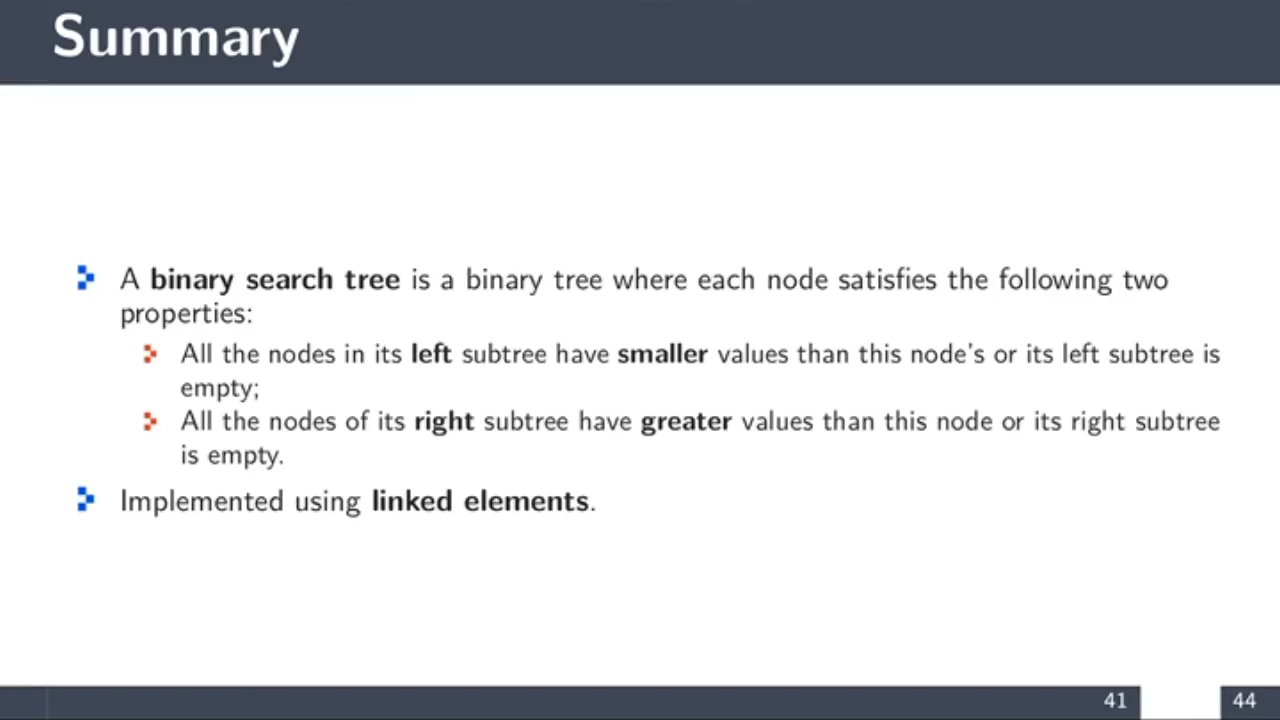 Summary
A binary search tree is a binary tree where each node satisfies the following two
properties:
All the nodes in its left subtree have smaller values than this node's or its left subtree is
empty;
All the nodes of its right subtree have greater values than this node or its right subtree
is empty.
Implemented using linked elements.
41 44